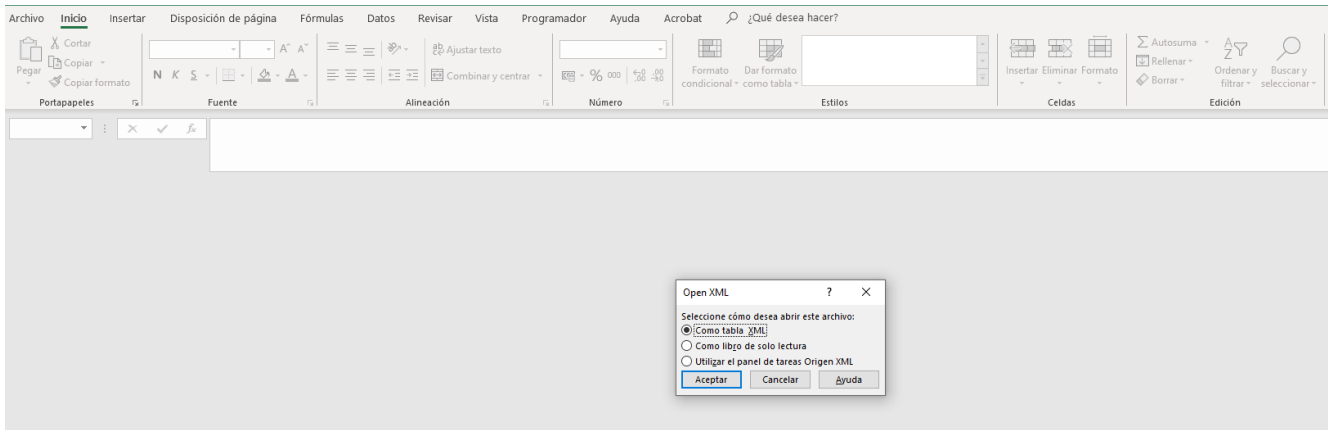 Archivo Inicio Insertar Disposición de página Fórmulas Datos Revisar Vista Programador Ayuda Acrobat ¿Qué desea hacer?
Pegar
Cortar
Copiar
Copiar formato
Portapapeles
N K S A A A
Fuente
ab Ajustar texto
Combinar y centrar
Alineación
% 000
Número
Formato condicional
Dar formato como tabla
Estilos
Insertar Eliminar Formato
Celdas
Autosuma
Rellenar
Borrar
Ordenar y filtrar
Buscar y seleccionar
Edición
fx
Open XML ? X
Seleccione cómo desea abrir este archivo:
Como tabla XML
Como libro de solo lectura
Utilizar el panel de tareas Origen XML
Aceptar Cancelar Ayuda